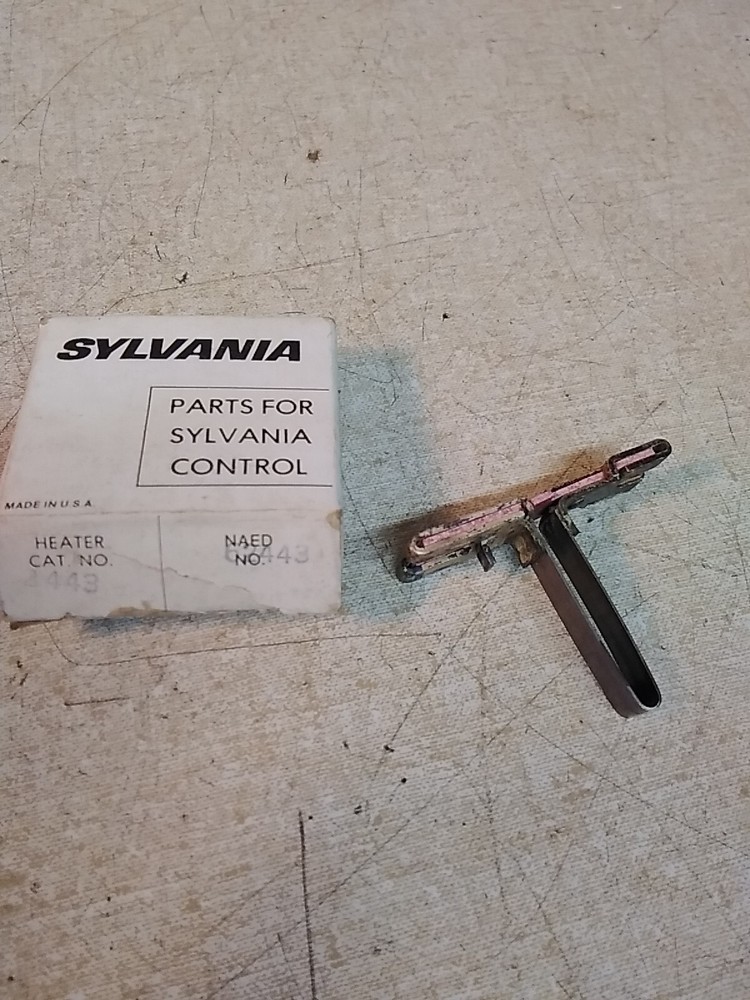 SYLVANIA
PARTS FOR
SYLVANIA
CONTROL
MADE IN U.S.A.
HEATER
CAT. NO.
NAED
NO.